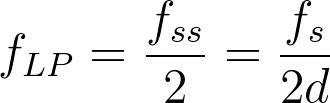 f_{LP} = \frac{f_{ss}}{2} = \frac{f_s}{2d}